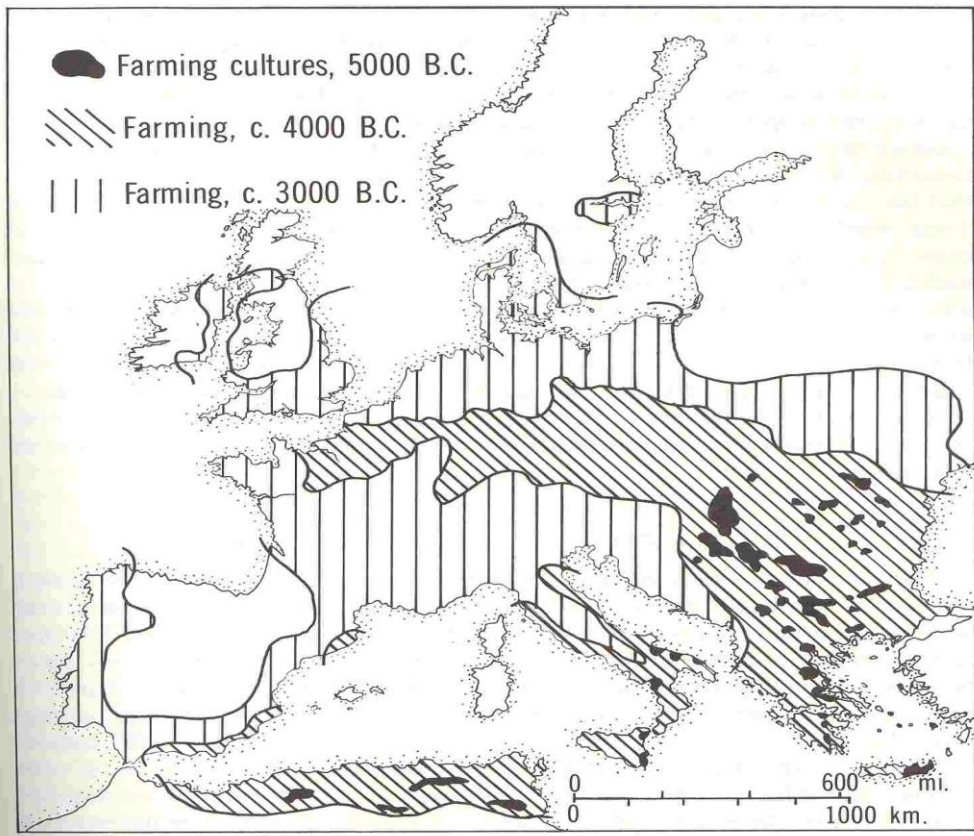 Farming cultures, 5000 B.C.
Farming, c. 4000 B.C.
Farming, c. 3000 B.C.
0 600 mi.
0 1000 km.